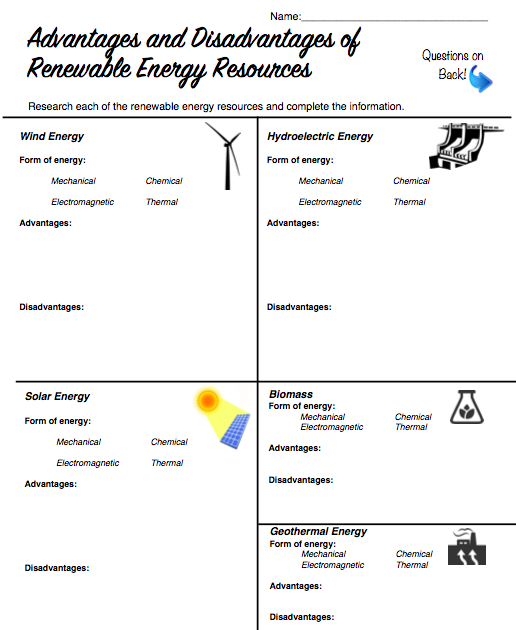 Name:________________________________
Advantages and Disadvantages of
Renewable Energy Resources
Questions on
Back!
Research each of the renewable energy resources and complete the information.
Wind Energy
Form of energy:
Mechanical Chemical
Electromagnetic Thermal
Advantages:
Disadvantages:
Hydroelectric Energy
Form of energy:
Mechanical Chemical
Electromagnetic Thermal
Advantages:
Disadvantages:
Solar Energy
Form of energy:
Mechanical Chemical
Electromagnetic Thermal
Advantages:
Disadvantages:
Biomass
Form of energy:
Mechanical Chemical
Electromagnetic Thermal
Advantages:
Disadvantages:
Geothermal Energy
Form of energy:
Mechanical Chemical
Electromagnetic Thermal
Advantages:
Disadvantages: